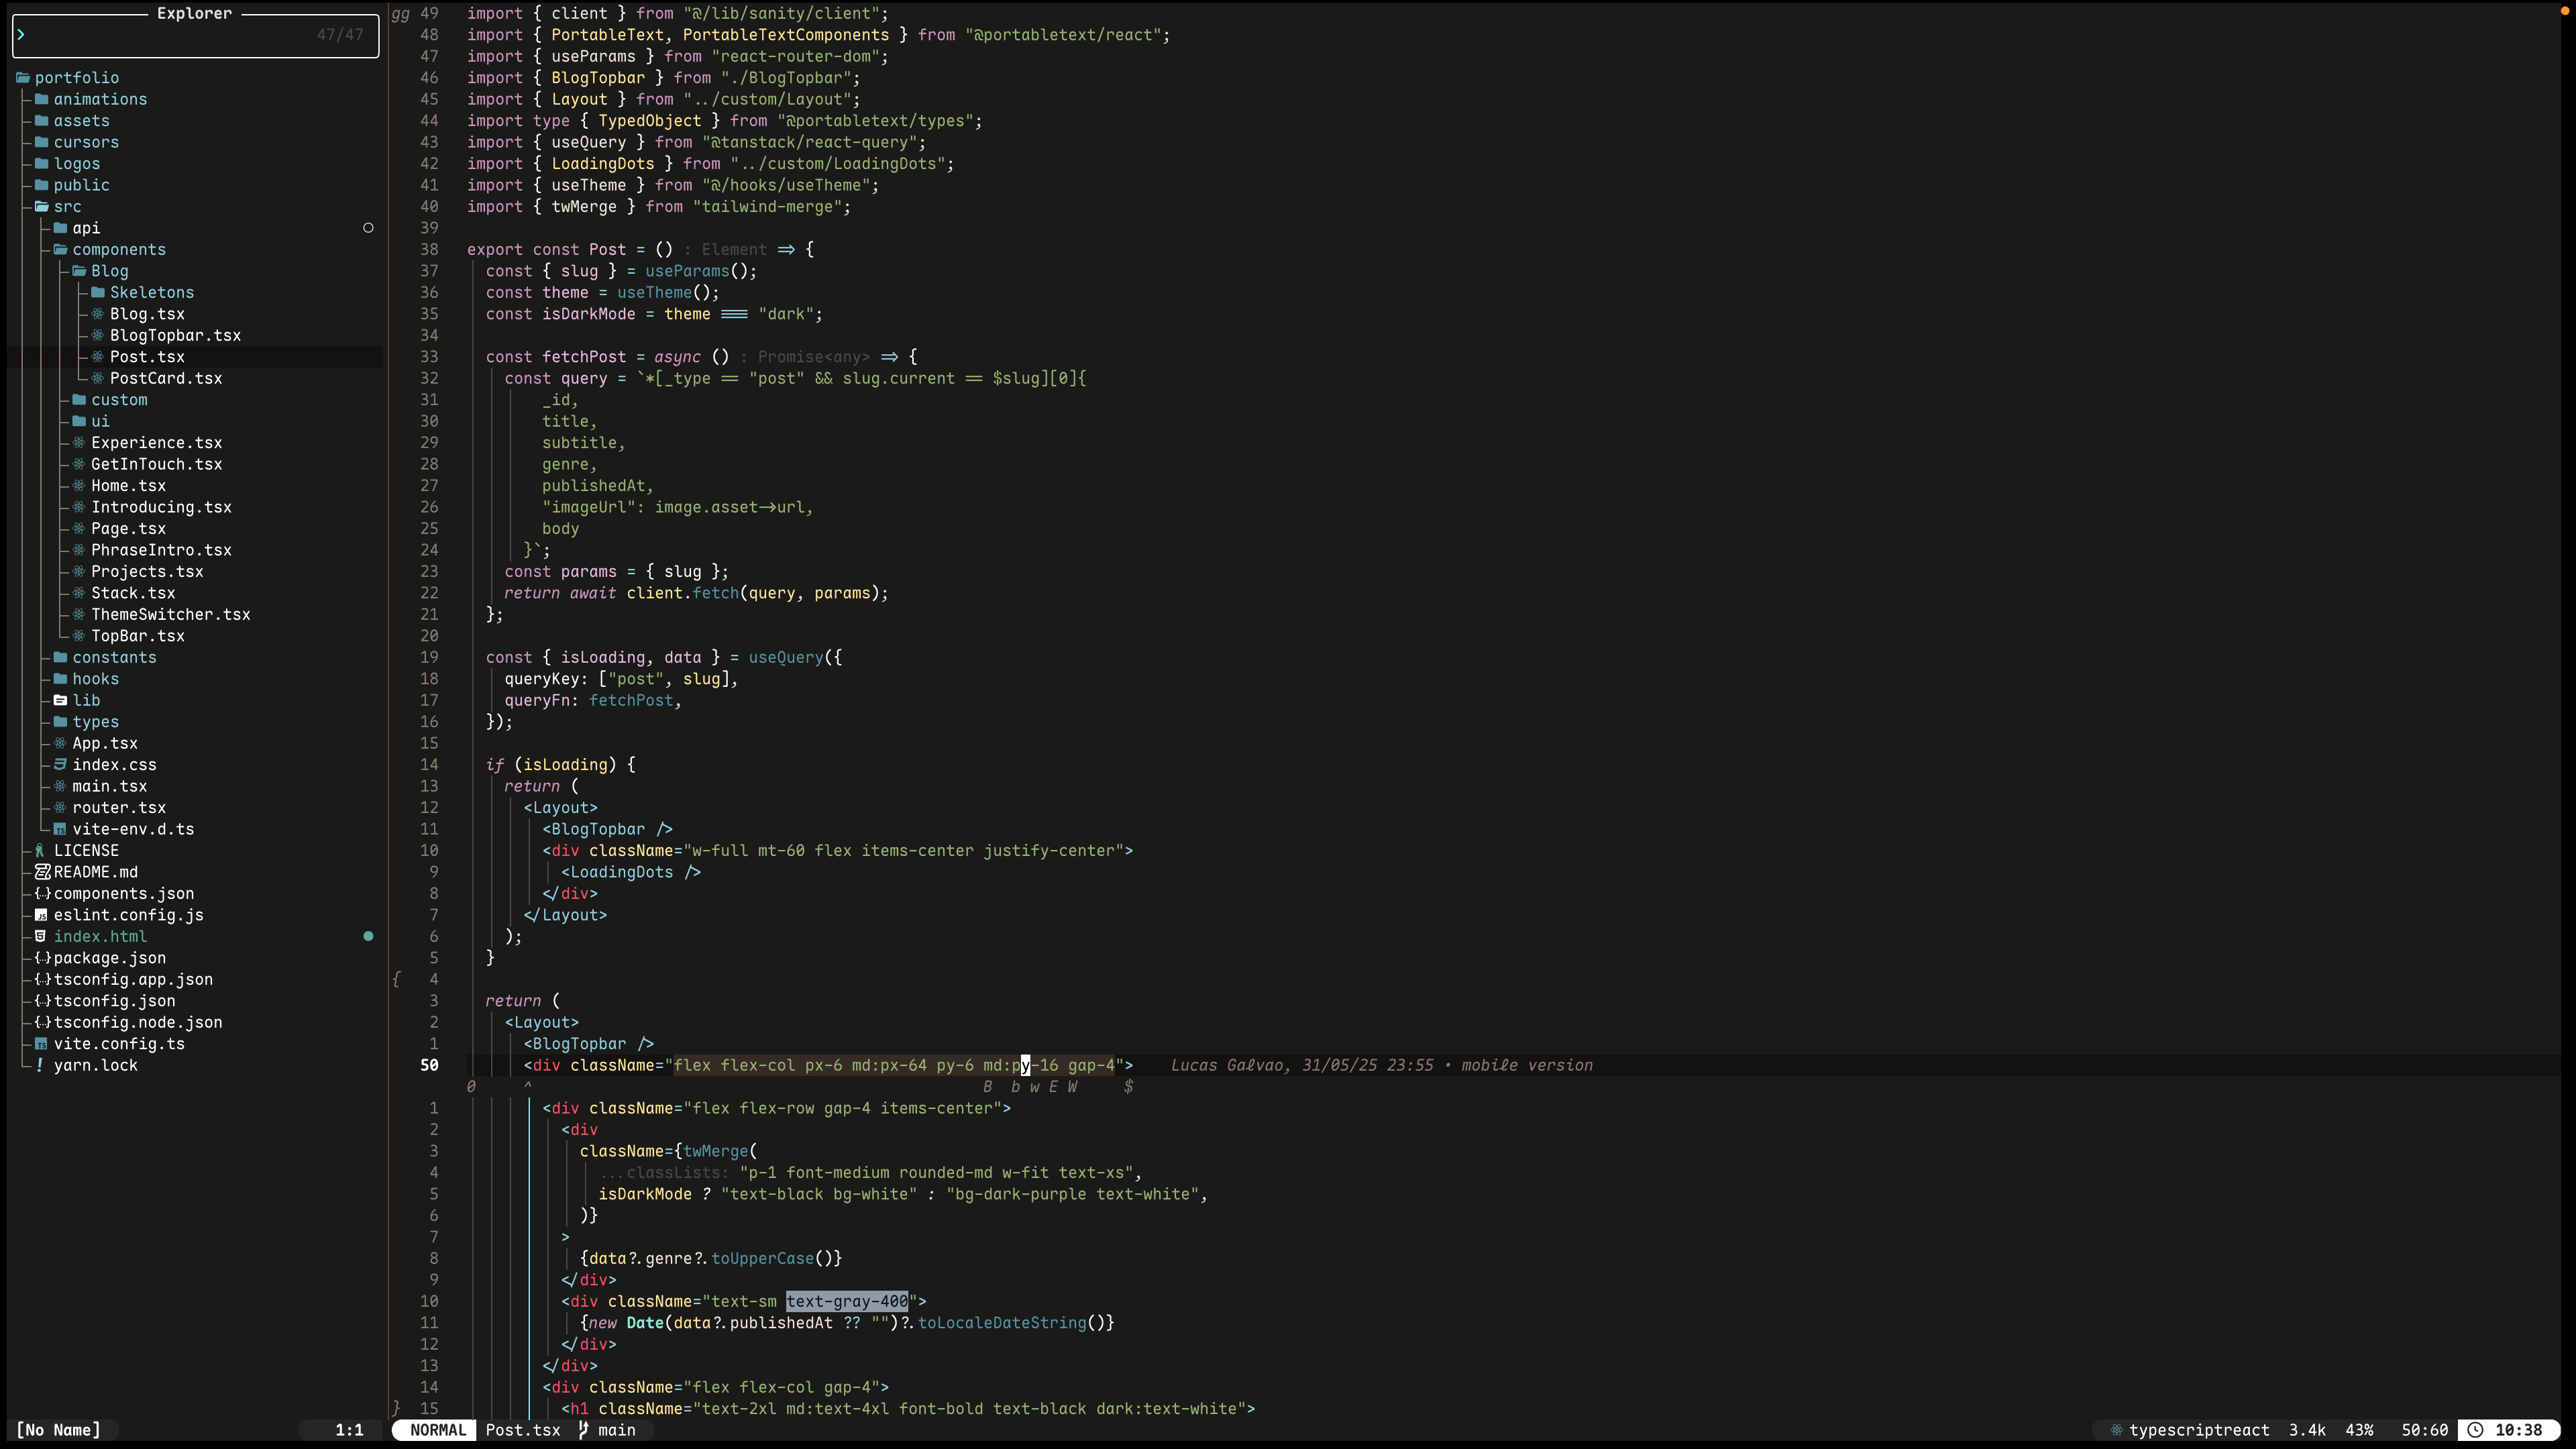 Explorer
47/47
portfolio
animations
assets
cursors
logos
public
src
api
components
Blog
Skeletons
Blog.tsx
BlogTopbar.tsx
Post.tsx
PostCard.tsx
custom
ui
Experience.tsx
GetInTouch.tsx
Home.tsx
Introducing.tsx
Page.tsx
PhraseIntro.tsx
Projects.tsx
Stack.tsx
ThemeSwitcher.tsx
TopBar.tsx
constants
hooks
lib
types
App.tsx
index.css
main.tsx
router.tsx
TS vite-env.d.ts
LICENSE
README.md
{..}components.json
JS eslint.config.js
index.html
{..}package.json
{..}tsconfig.app.json
{..}tsconfig.json
{..}tsconfig.node.json
TS vite.config.ts
! yarn.lock
[No Name] 1:1
gg 49 import { client } from "@/lib/sanity/client";
48 import { PortableText, PortableTextComponents } from "@portabletext/react";
47 import { useParams } from "react-router-dom";
46 import { BlogTopbar } from "./BlogTopbar";
45 import { Layout } from "../custom/Layout";
44 import type { TypedObject } from "@portabletext/types";
43 import { useQuery } from "@tanstack/react-query";
42 import { LoadingDots } from "../custom/LoadingDots";
41 import { useTheme } from "@/hooks/useTheme";
40 import { twMerge } from "tailwind-merge";
39
38 export const Post = () : Element => {
37 const { slug } = useParams();
36 const theme = useTheme();
35 const isDarkMode = theme === "dark";
34
33 const fetchPost = async () : Promise<any> => {
32 const query = `*[_type == "post" && slug.current == $slug][0]{
31 _id,
30 title,
29 subtitle,
28 genre,
27 publishedAt,
26 "imageUrl": image.asset->url,
25 body
24 }`;
23 const params = { slug };
22 return await client.fetch(query, params);
21 };
20
19 const { isLoading, data } = useQuery({
18 queryKey: ["post", slug],
17 queryFn: fetchPost,
16 });
15
14 if (isLoading) {
13 return (
12 <Layout>
11 <BlogTopbar />
10 <div className="w-full mt-60 flex items-center justify-center">
9 <LoadingDots />
8 </div>
7 </Layout>
6 );
5 }
{ 4
3 return (
2 <Layout>
1 <BlogTopbar />
50 <div className="flex flex-col px-6 md:px-64 py-6 md:py-16 gap-4"> Lucas Galvao, 31/05/25 23:55 • mobile version
0 ^ B b w E W $
1 <div className="flex flex-row gap-4 items-center">
2 <div
3 className={twMerge(
4 ...classLists: "p-1 font-medium rounded-md w-fit text-xs",
5 isDarkMode ? "text-black bg-white" : "bg-dark-purple text-white",
6 )}
7 >
8 {data?.genre?.toUpperCase()}
9 </div>
10 <div className="text-sm text-gray-400">
11 {new Date(data?.publishedAt ?? "")?.toLocaleDateString()}
12 </div>
13 </div>
14 <div className="flex flex-col gap-4">
} 15 <h1 className="text-2xl md:text-4xl font-bold text-black dark:text-white">
NORMAL Post.tsx main typescriptreact 3.4k 43% 50:60 10:38